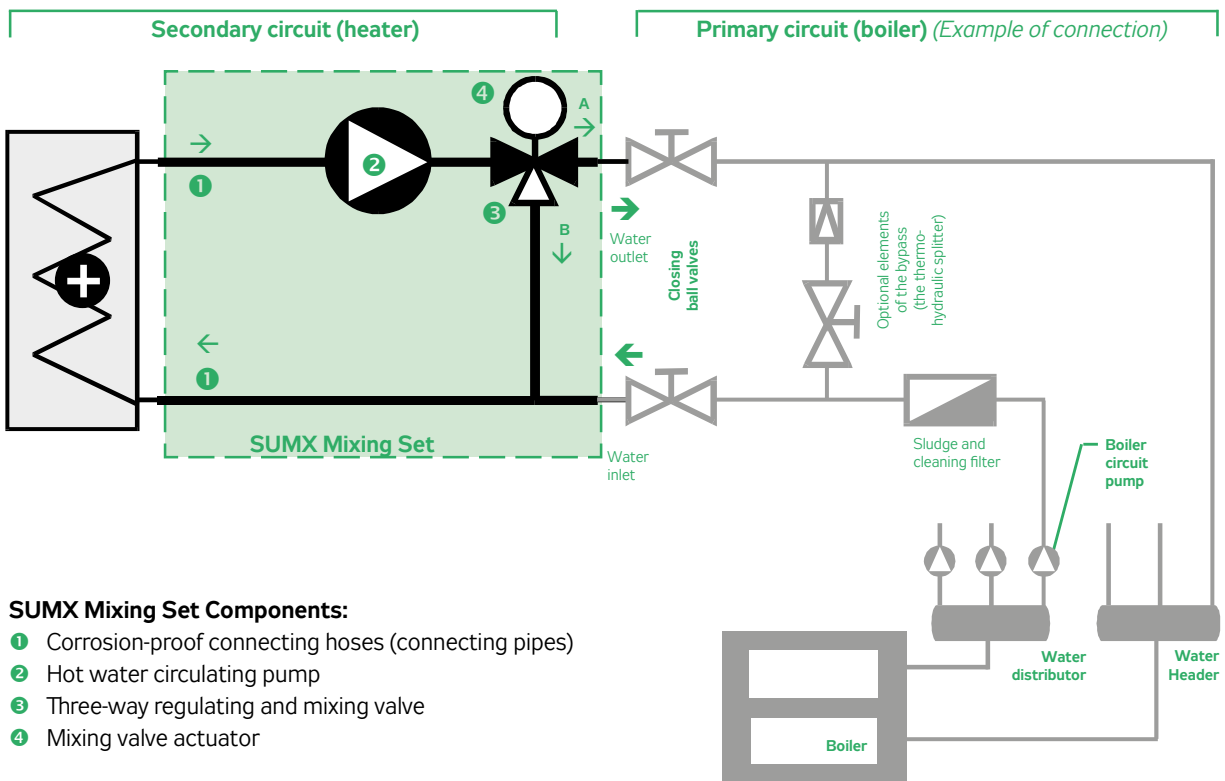 Secondary circuit (heater)
Primary circuit (boiler) (Example of connection)
4
A
1
2
3
B
Water
outlet
Closing
ball valves
Optional elements
of the bypass
(the thermo-
hydraulic splitter)
1
SUMX Mixing Set
Water
inlet
Sludge and
cleaning filter
Boiler
circuit
pump
Water
distributor
Water
Header
Boiler
SUMX Mixing Set Components:
1 Corrosion-proof connecting hoses (connecting pipes)
2 Hot water circulating pump
3 Three-way regulating and mixing valve
4 Mixing valve actuator